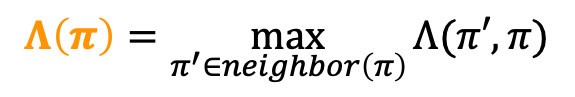 Λ(π) = max Λ(π′, π)
π′∈neighbor(π)